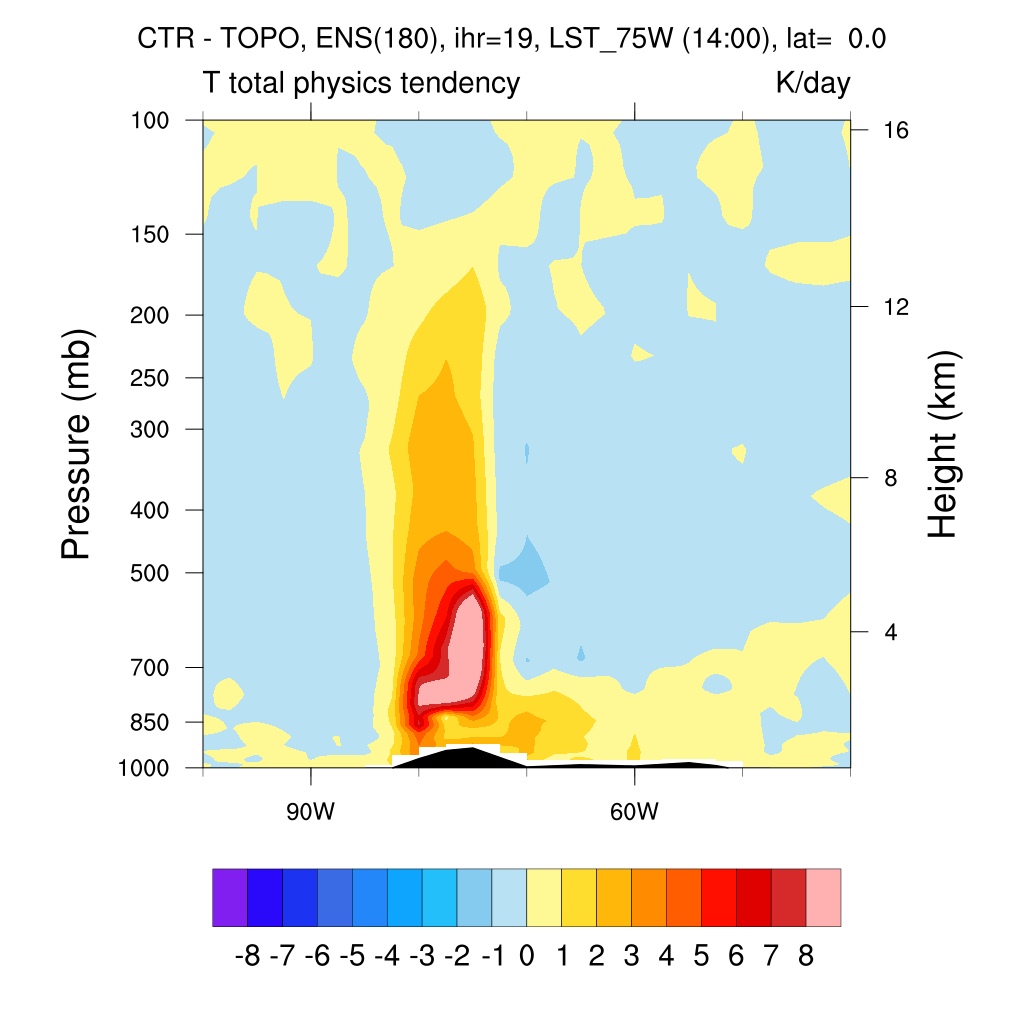 CTR - TOPO, ENS(180), ihr=19, LST_75W (14:00), lat=  0.0
T total physics tendency
K/day
100
150
200
250
300
400
500
700
850
1000
Pressure (mb)
16
12
8
4
Height (km)
90W
60W
-8 -7 -6 -5 -4 -3 -2 -1 0 1 2 3 4 5 6 7 8